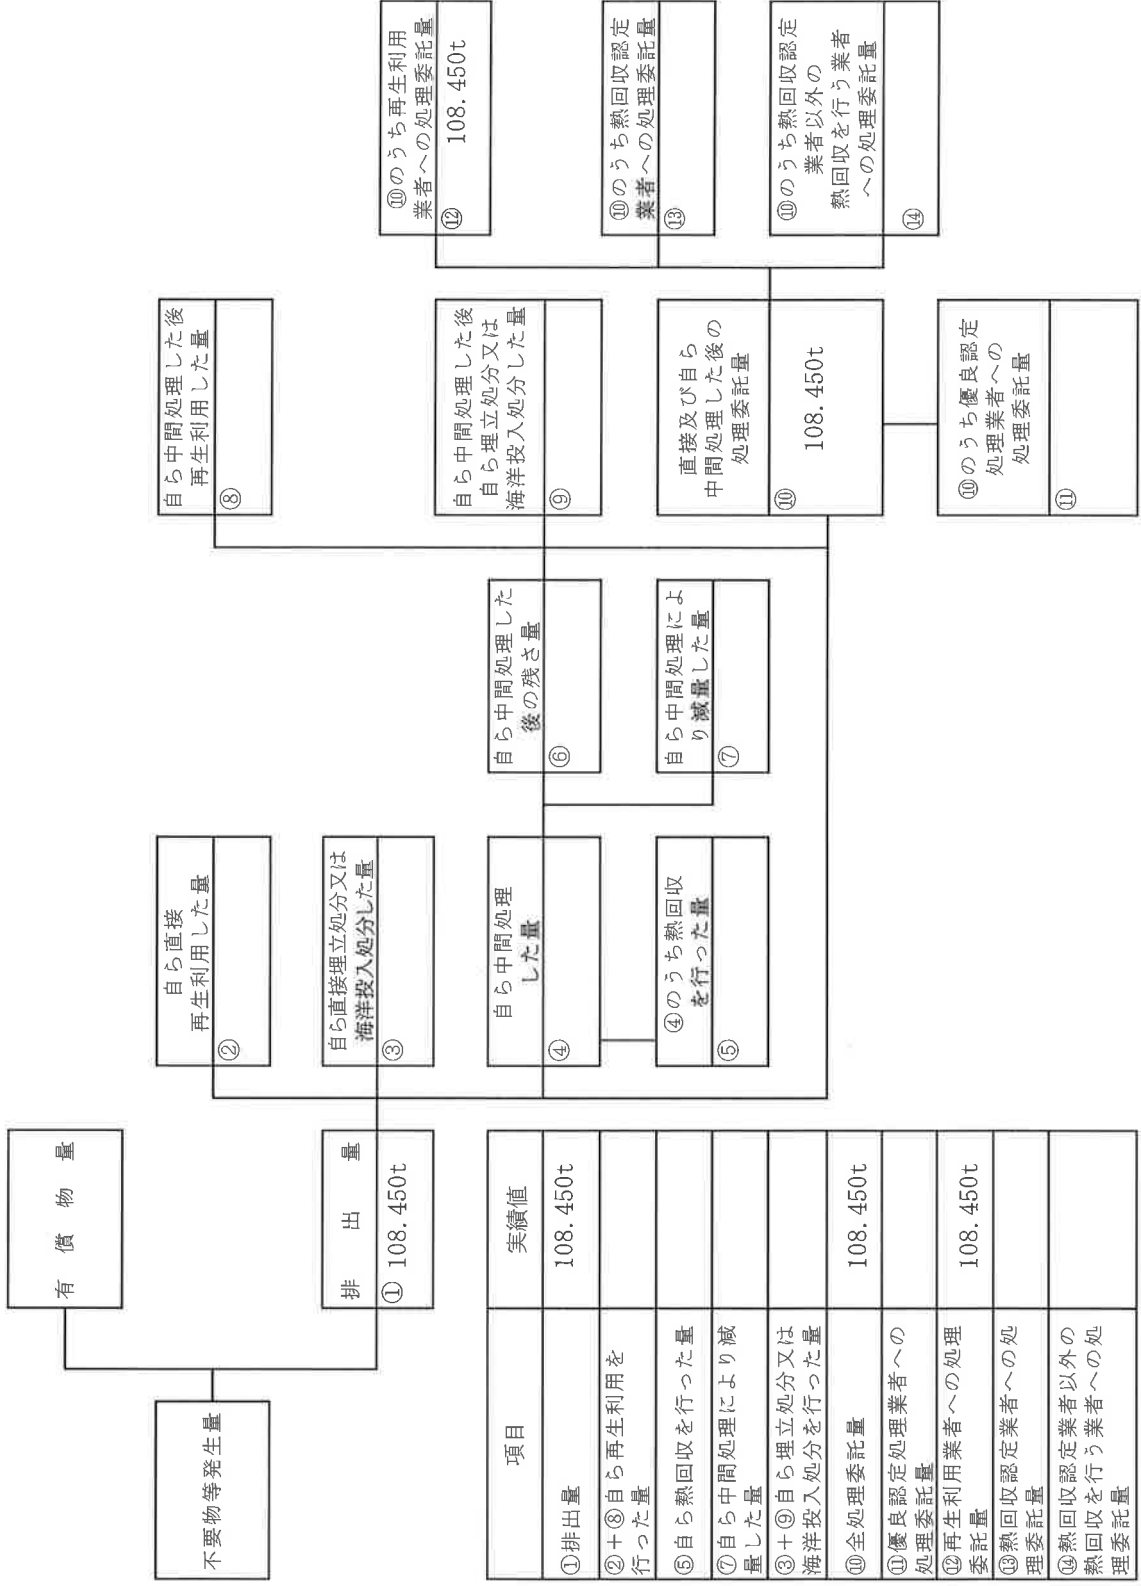 不要物等発生量
有償物量
排出量
① 108.450t
自ら直接
再生利用した量
②
自ら直接埋立処分又は
海洋投入処分した量
③
自ら中間処理
した量
④
④のうち熱回収
を行った量
⑤
自ら中間処理した
後の残さ量
⑥
自ら中間処理によ
り減量した量
⑦
自ら中間処理した後
再生利用した量
⑧
自ら中間処理した後
自ら埋立処分又は
海洋投入処分した量
⑨
直接及び自ら
中間処理した後の
処理委託量
⑩
108.450t
⑩のうち優良認定
処理業者への
処理委託量
⑪
⑩のうち再生利用
業者への処理委託量
⑫
108.450t
⑩のうち熱回収認定
業者への処理委託量
⑬
⑩のうち熱回収認定
業者以外の
熱回収を行う業者
への処理委託量
⑭
項目
実績値
①排出量
108.450t
②+⑧自ら再生利用を
行った量
⑤自ら熱回収を行った量
⑦自ら中間処理により減
量した量
③+⑨自ら埋立処分又は
海洋投入処分を行った量
⑩全処理委託量
108.450t
⑪優良認定処理業者への
処理委託量
⑫再生利用業者への処理
委託量
108.450t
⑬熱回収認定業者への処
理委託量
⑭熱回収認定業者以外の
熱回収を行う業者への処
理委託量